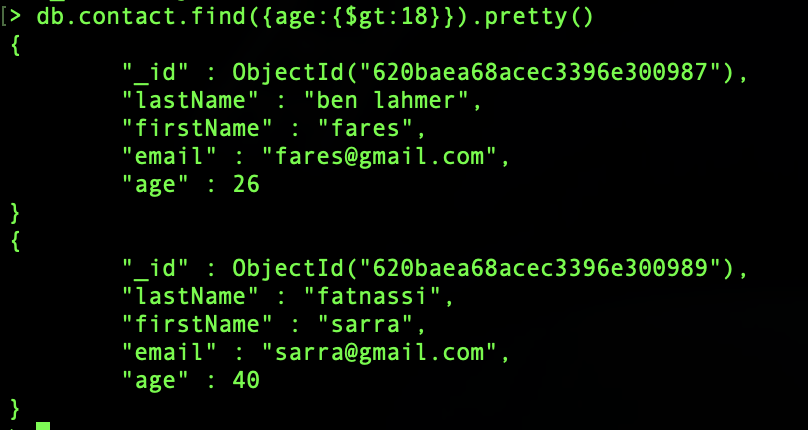 [> db.contact.find({age:{$gt:18}}).pretty()
{
        "_id" : ObjectId("620baea68acec3396e300987"),
        "lastName" : "ben lahmer",
        "firstName" : "fares",
        "email" : "fares@gmail.com",
        "age" : 26
}
{
        "_id" : ObjectId("620baea68acec3396e300989"),
        "lastName" : "fatnassi",
        "firstName" : "sarra",
        "email" : "sarra@gmail.com",
        "age" : 40
}